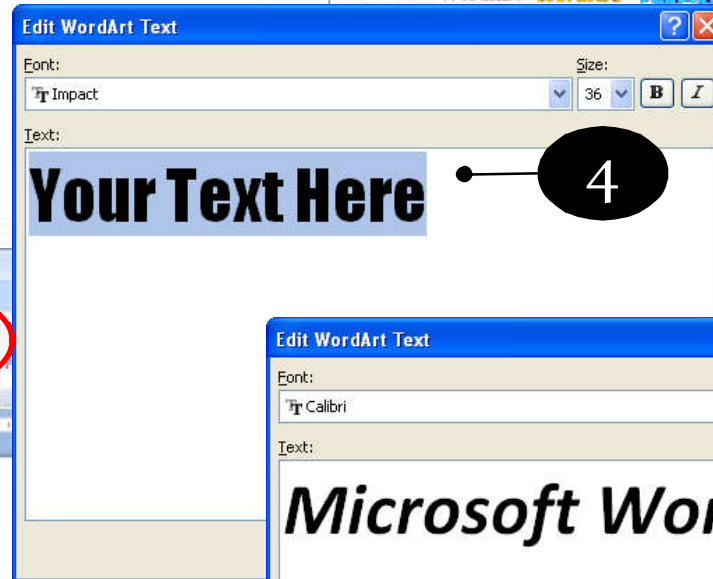 Edit WordArt Text
Font:
Size:
Impact
36
B
I
Text:
Your Text Here
4
Edit WordArt Text
Font:
Calibri
Text:
Microsoft Wor